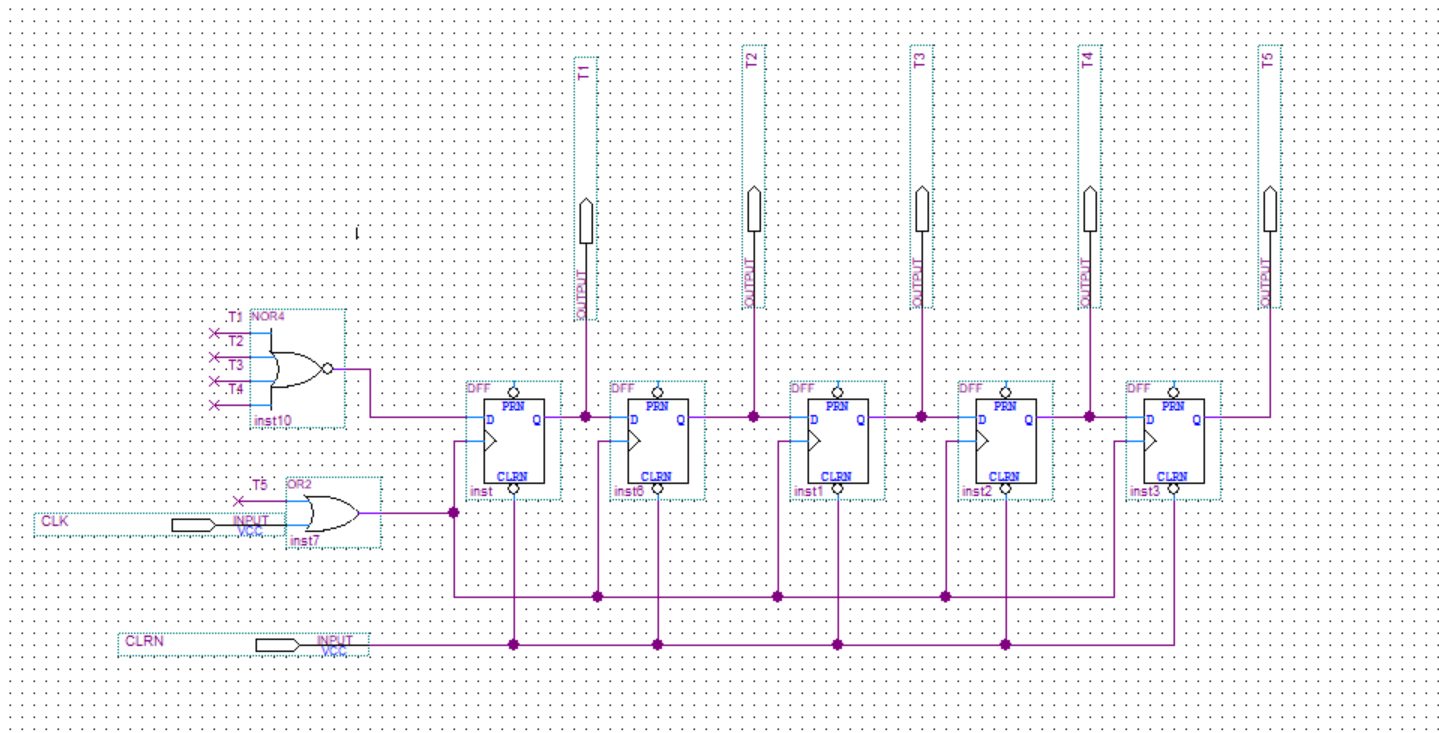 T1
T2
T3
T4
T5
OUTPUT
OUTPUT
OUTPUT
OUTPUT
OUTPUT
T1
NOR4
T2
T3
T4
inst10
DFF
PRN
D
Q
CLRN
inst
DFF
PRN
D
Q
CLRN
inst6
DFF
PRN
D
Q
CLRN
inst1
DFF
PRN
D
Q
CLRN
inst2
DFF
PRN
D
Q
CLRN
inst3
T5
OR2
CLK
INPUT
VCC
inst7
CLRN
INPUT
VCC